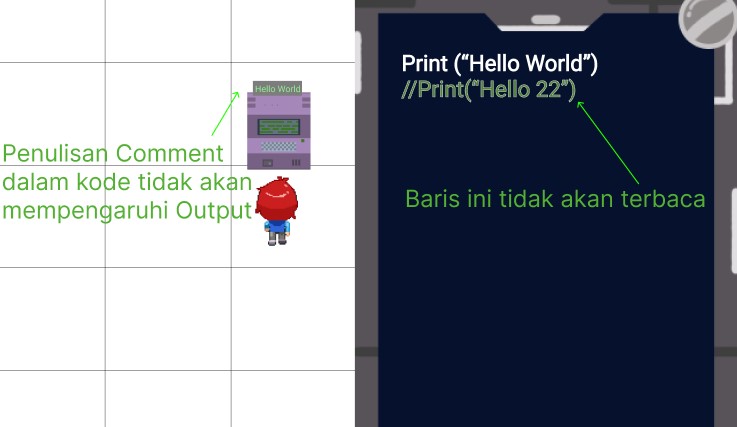 Hello World
Penulisan Comment
dalam kode tidak akan
mempengaruhi Output
Print (“Hello World”)
//Print(“Hello 22”)
Baris ini tidak akan terbaca